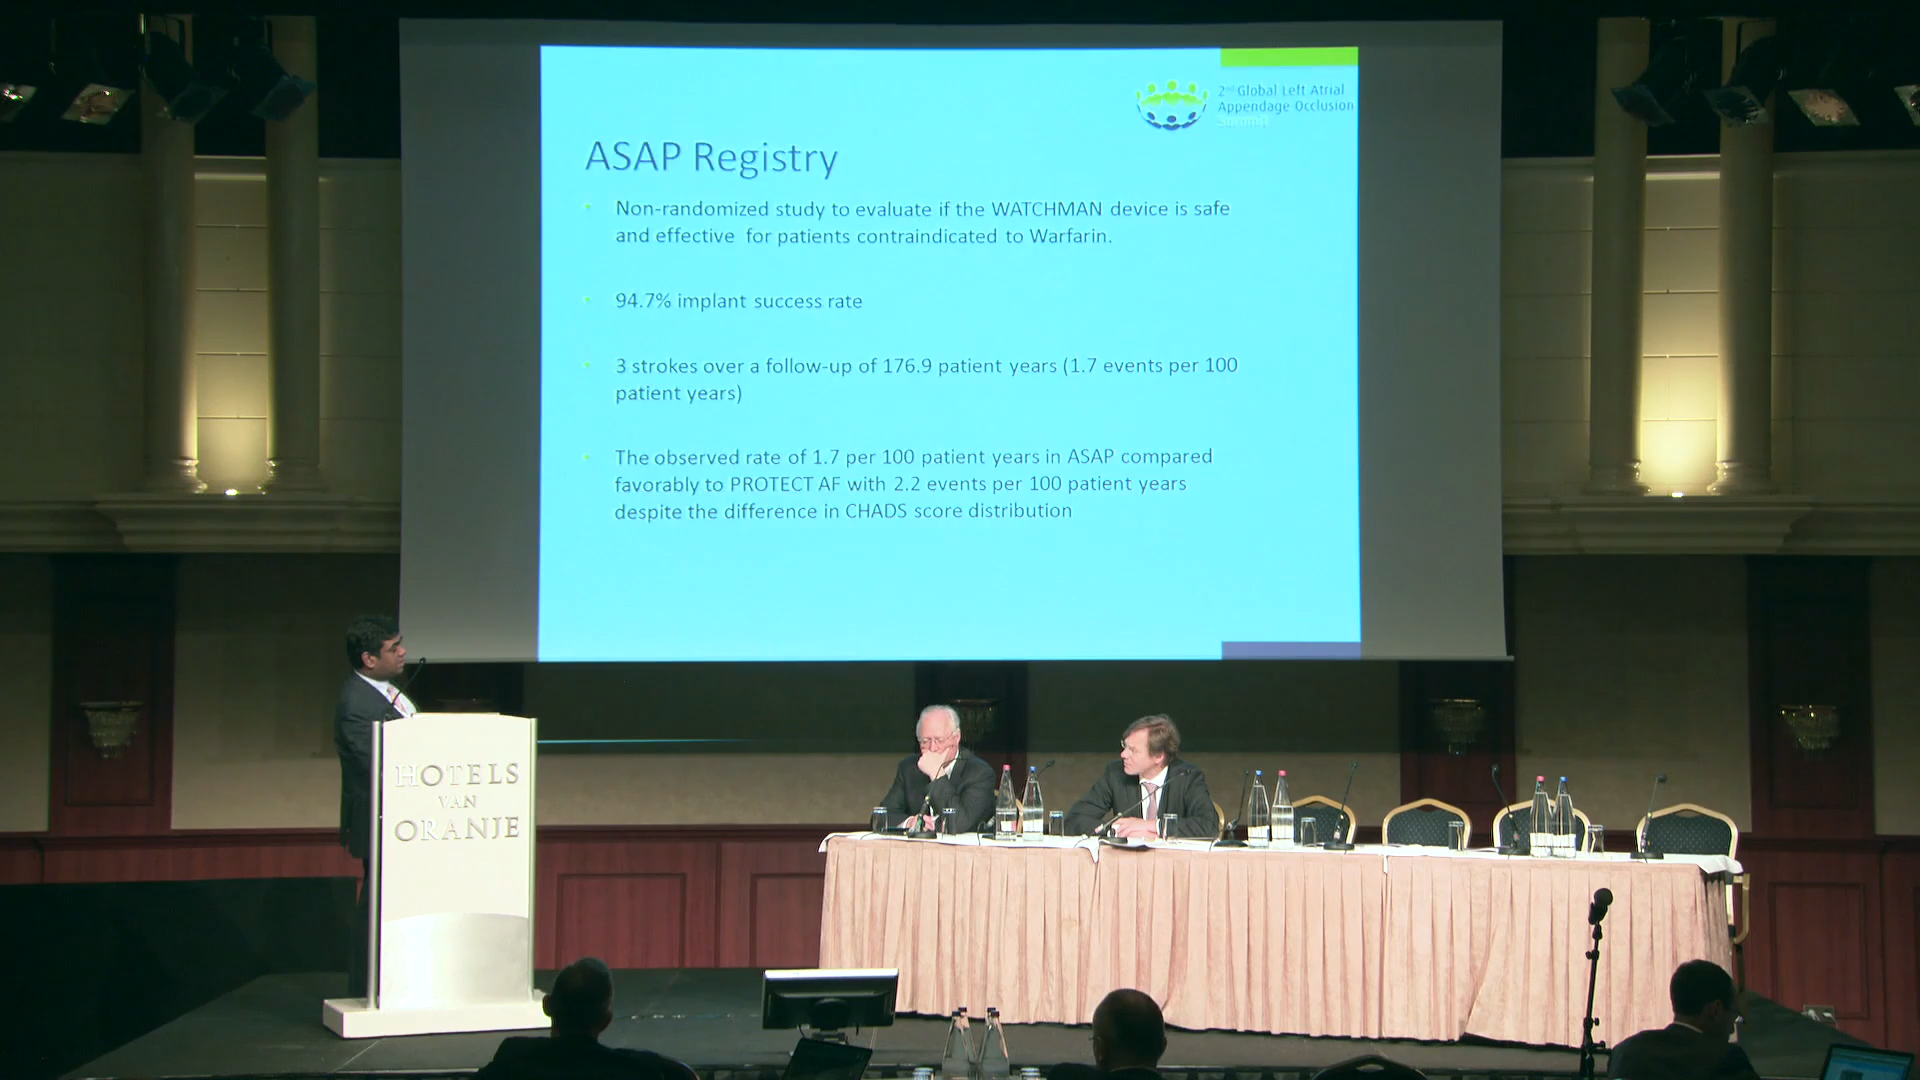 2nd Global Left Atrial
Appendage Occlusion
Summit
ASAP Registry
Non-randomized study to evaluate if the WATCHMAN device is safe
and effective for patients contraindicated to Warfarin.
94.7% implant success rate
3 strokes over a follow-up of 176.9 patient years (1.7 events per 100
patient years)
The observed rate of 1.7 per 100 patient years in ASAP compared
favorably to PROTECT AF with 2.2 events per 100 patient years
despite the difference in CHADS score distribution
HOTELS
VAN
ORANJE